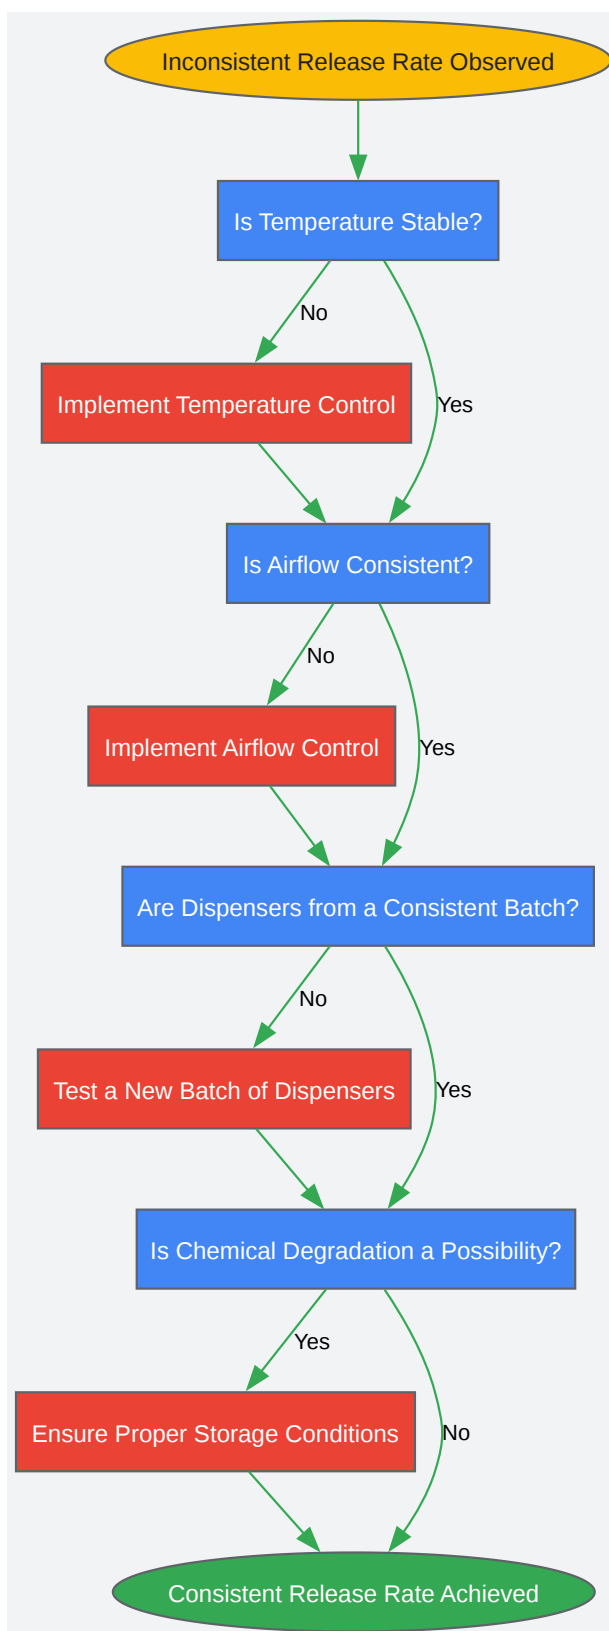 Inconsistent Release Rate Observed
Is Temperature Stable?
No
Implement Temperature Control
Yes
Is Airflow Consistent?
No
Implement Airflow Control
Yes
Are Dispensers from a Consistent Batch?
No
Test a New Batch of Dispensers
Yes
Is Chemical Degradation a Possibility?
Yes
Ensure Proper Storage Conditions
No
Consistent Release Rate Achieved